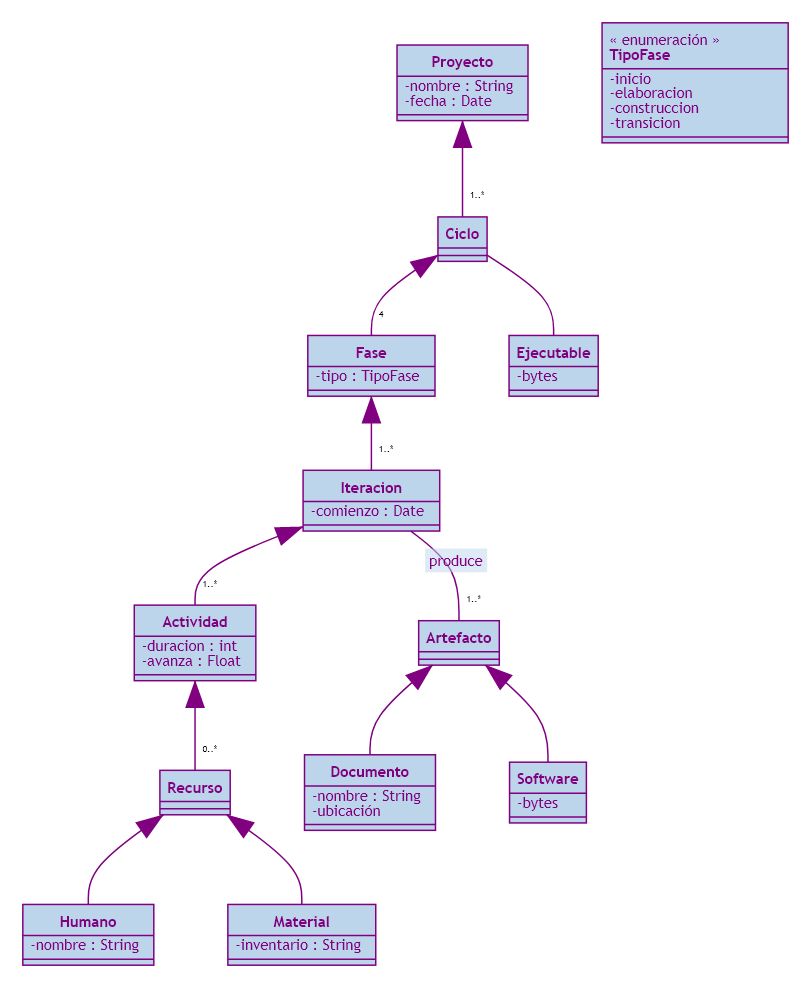 « enumeración »
TipoFase
-inicio
-elaboracion
-construccion
-transicion
Proyecto
-nombre : String
-fecha : Date
1..*
Ciclo
4
Fase
-tipo : TipoFase
Ejecutable
-bytes
1..*
Iteracion
-comienzo : Date
produce
1..*
1..*
Actividad
-duracion : int
-avanza : Float
Artefacto
0..*
Recurso
Documento
-nombre : String
-ubicación
Software
-bytes
Humano
-nombre : String
Material
-inventario : String